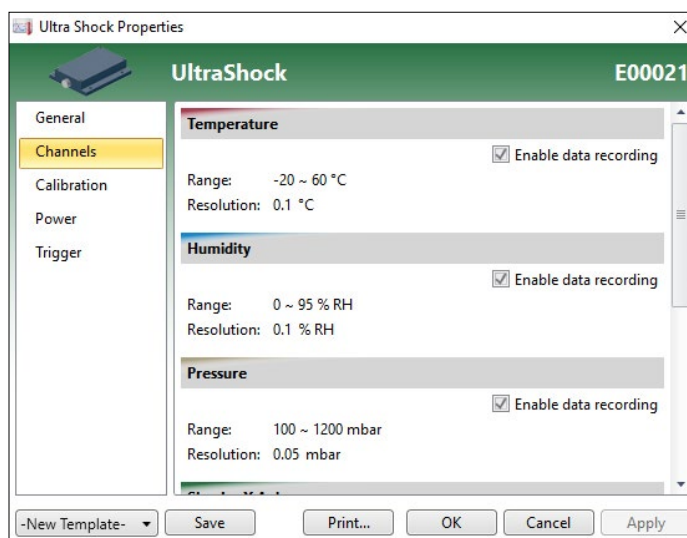 Ultra Shock Properties
UltraShock
E00021
General
Channels
Calibration
Power
Trigger
Temperature
Enable data recording
Range: -20 ~ 60 °C
Resolution: 0.1 °C
Humidity
Enable data recording
Range: 0 ~ 95 % RH
Resolution: 0.1 % RH
Pressure
Enable data recording
Range: 100 ~ 1200 mbar
Resolution: 0.05 mbar
-New Template-
Save
Print...
OK
Cancel
Apply